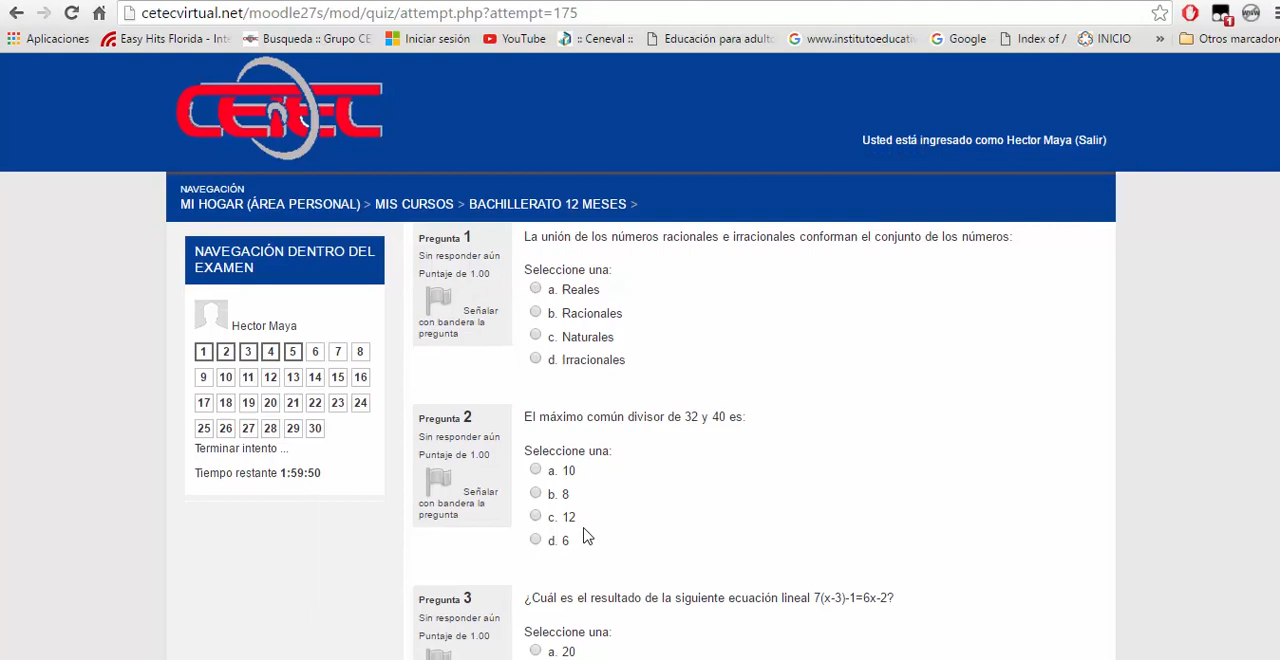 cetecvirtual.net/moodle27s/mod/quiz/attempt.php?attempt=175
Aplicaciones Easy Hits Florida - Inte Busqueda :: Grupo CE Iniciar sesión YouTube :: Ceneval :: Educación para adulto www.institutoeducati Google Index of / INICIO » Otros marcador
CETEC
Usted está ingresado como Hector Maya (Salir)
NAVEGACIÓN
MI HOGAR (ÁREA PERSONAL) > MIS CURSOS > BACHILLERATO 12 MESES >
NAVEGACIÓN DENTRO DEL
EXAMEN
Hector Maya
1 2 3 4 5 6 7 8
9 10 11 12 13 14 15 16
17 18 19 20 21 22 23 24
25 26 27 28 29 30
Terminar intento ...
Tiempo restante 1:59:50
Pregunta 1
Sin responder aún
Puntaje de 1.00
Señalar
con bandera la
pregunta
La unión de los números racionales e irracionales conforman el conjunto de los números:
Seleccione una:
a. Reales
b. Racionales
c. Naturales
d. Irracionales
Pregunta 2
Sin responder aún
Puntaje de 1.00
Señalar
con bandera la
pregunta
El máximo común divisor de 32 y 40 es:
Seleccione una:
a. 10
b. 8
c. 12
d. 6
Pregunta 3
Sin responder aún
Puntaje de 1.00
¿Cuál es el resultado de la siguiente ecuación lineal 7(x-3)-1=6x-2?
Seleccione una:
a. 20